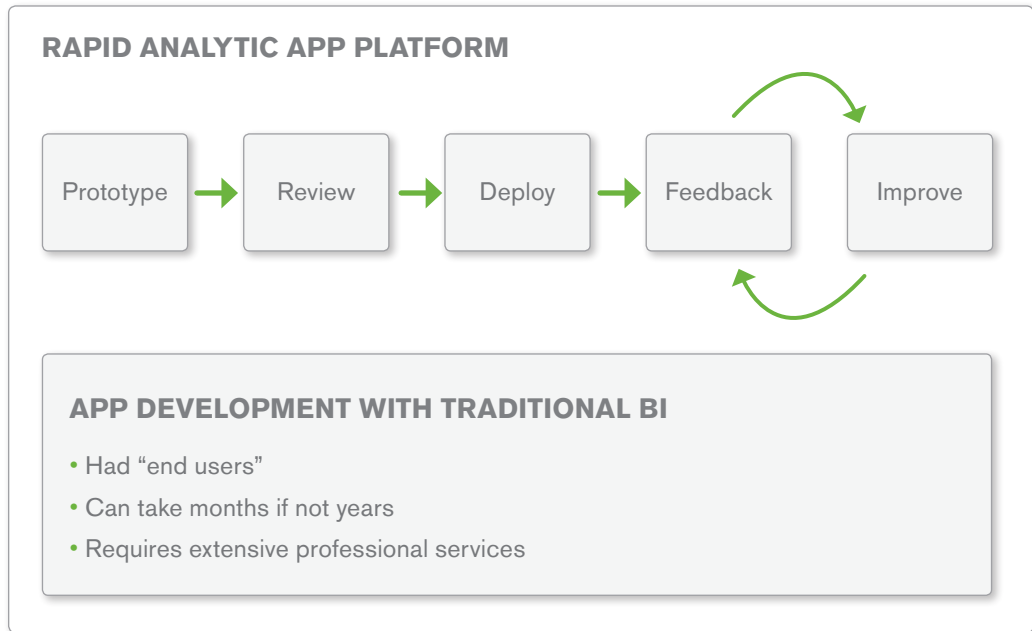 RAPID ANALYTIC APP PLATFORM
Prototype
Review
Deploy
Feedback
Improve
APP DEVELOPMENT WITH TRADITIONAL BI
• Had “end users”
• Can take months if not years
• Requires extensive professional services